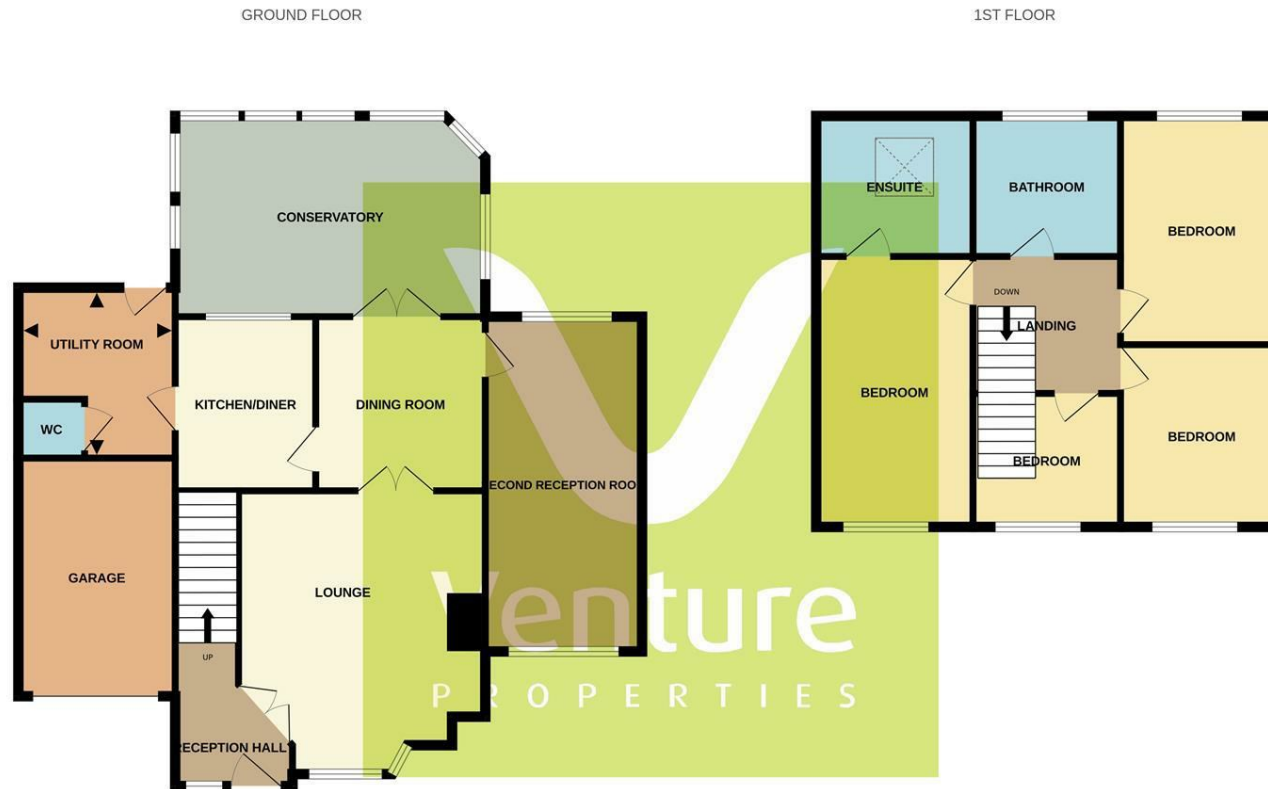 GROUND FLOOR
1ST FLOOR
CONSERVATORY
UTILITY ROOM
WC
KITCHEN/DINER
DINING ROOM
ECOND RECEPTION ROO
GARAGE
LOUNGE
UP
RECEPTION HALL
ENSUITE
BATHROOM
BEDROOM
DOWN
LANDING
BEDROOM
BEDROOM
BEDROOM
Venture
PROPERTIES